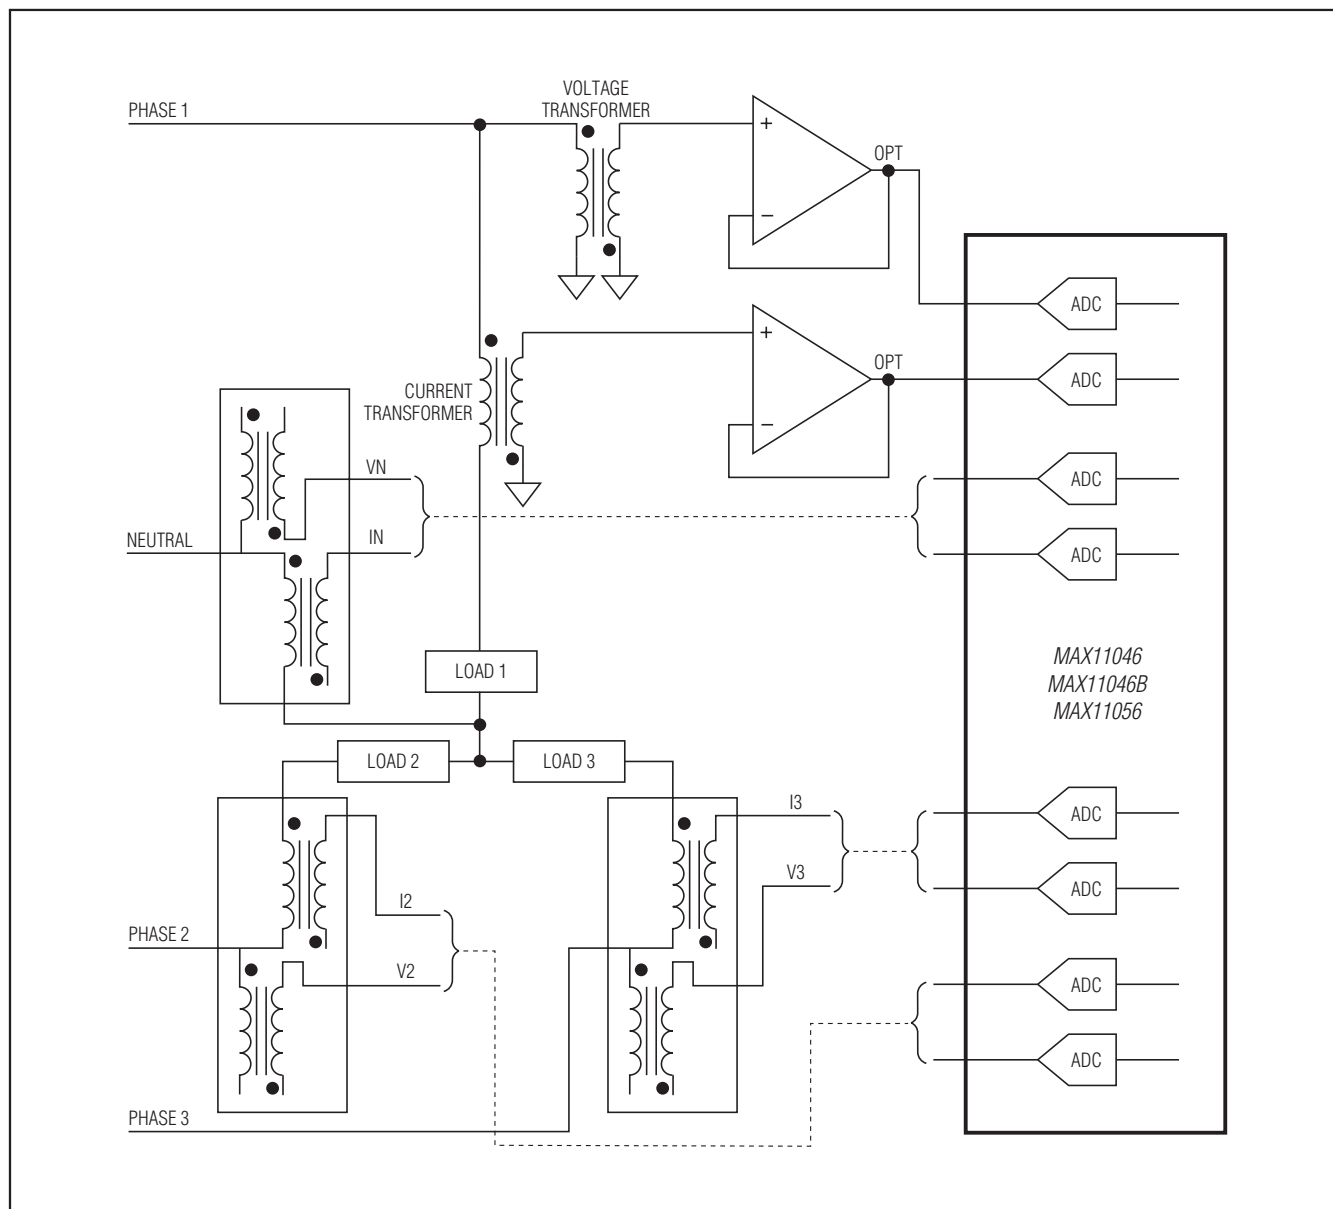 PHASE 1
VOLTAGE
TRANSFORMER
+
OPT
−
ADC
+
OPT
ADC
CURRENT
TRANSFORMER
−
VN
ADC
NEUTRAL
IN
ADC
LOAD 1
MAX11046
MAX11046B
MAX11056
LOAD 2
LOAD 3
I3
ADC
V3
ADC
I2
PHASE 2
V2
ADC
ADC
PHASE 3